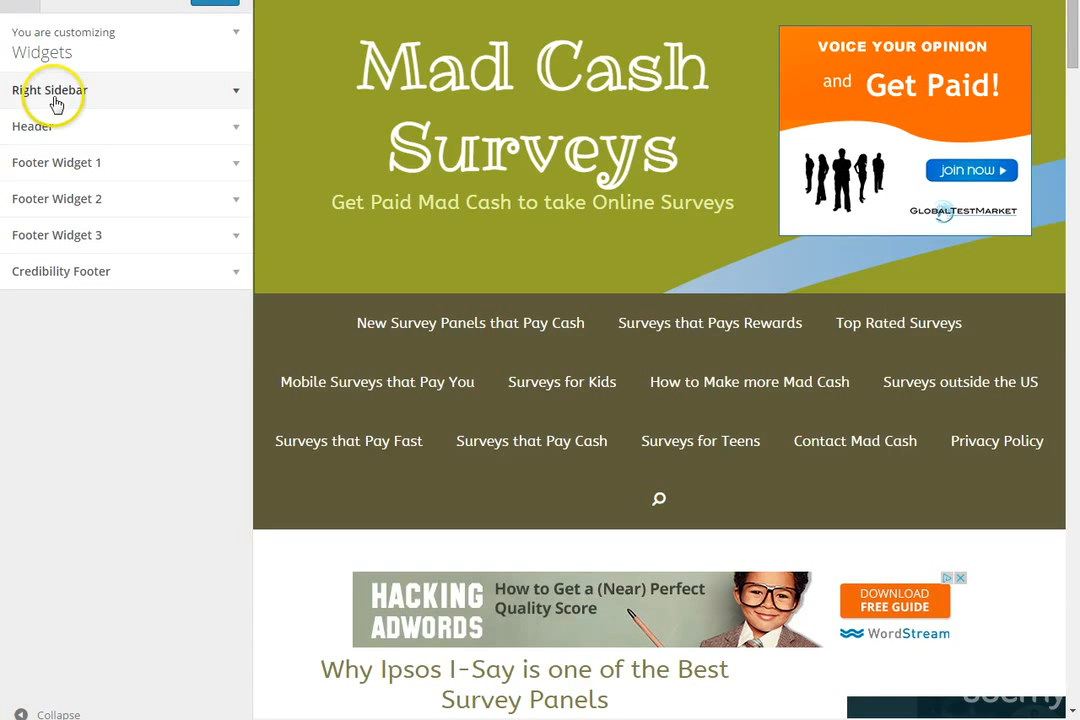 You are customizing
Widgets
Right Sidebar
Header
Footer Widget 1
Footer Widget 2
Footer Widget 3
Credibility Footer
Collapse
Mad Cash
Surveys
Get Paid Mad Cash to take Online Surveys
VOICE YOUR OPINION
and Get Paid!
join now
GLOBALTESTMARKET
New Survey Panels that Pay Cash
Surveys that Pays Rewards
Top Rated Surveys
Mobile Surveys that Pay You
Surveys for Kids
How to Make more Mad Cash
Surveys outside the US
Surveys that Pay Fast
Surveys that Pay Cash
Surveys for Teens
Contact Mad Cash
Privacy Policy
HACKING
ADWORDS
How to Get a (Near) Perfect
Quality Score
DOWNLOAD
FREE GUIDE
WordStream
Why Ipsos I-Say is one of the Best
Survey Panels